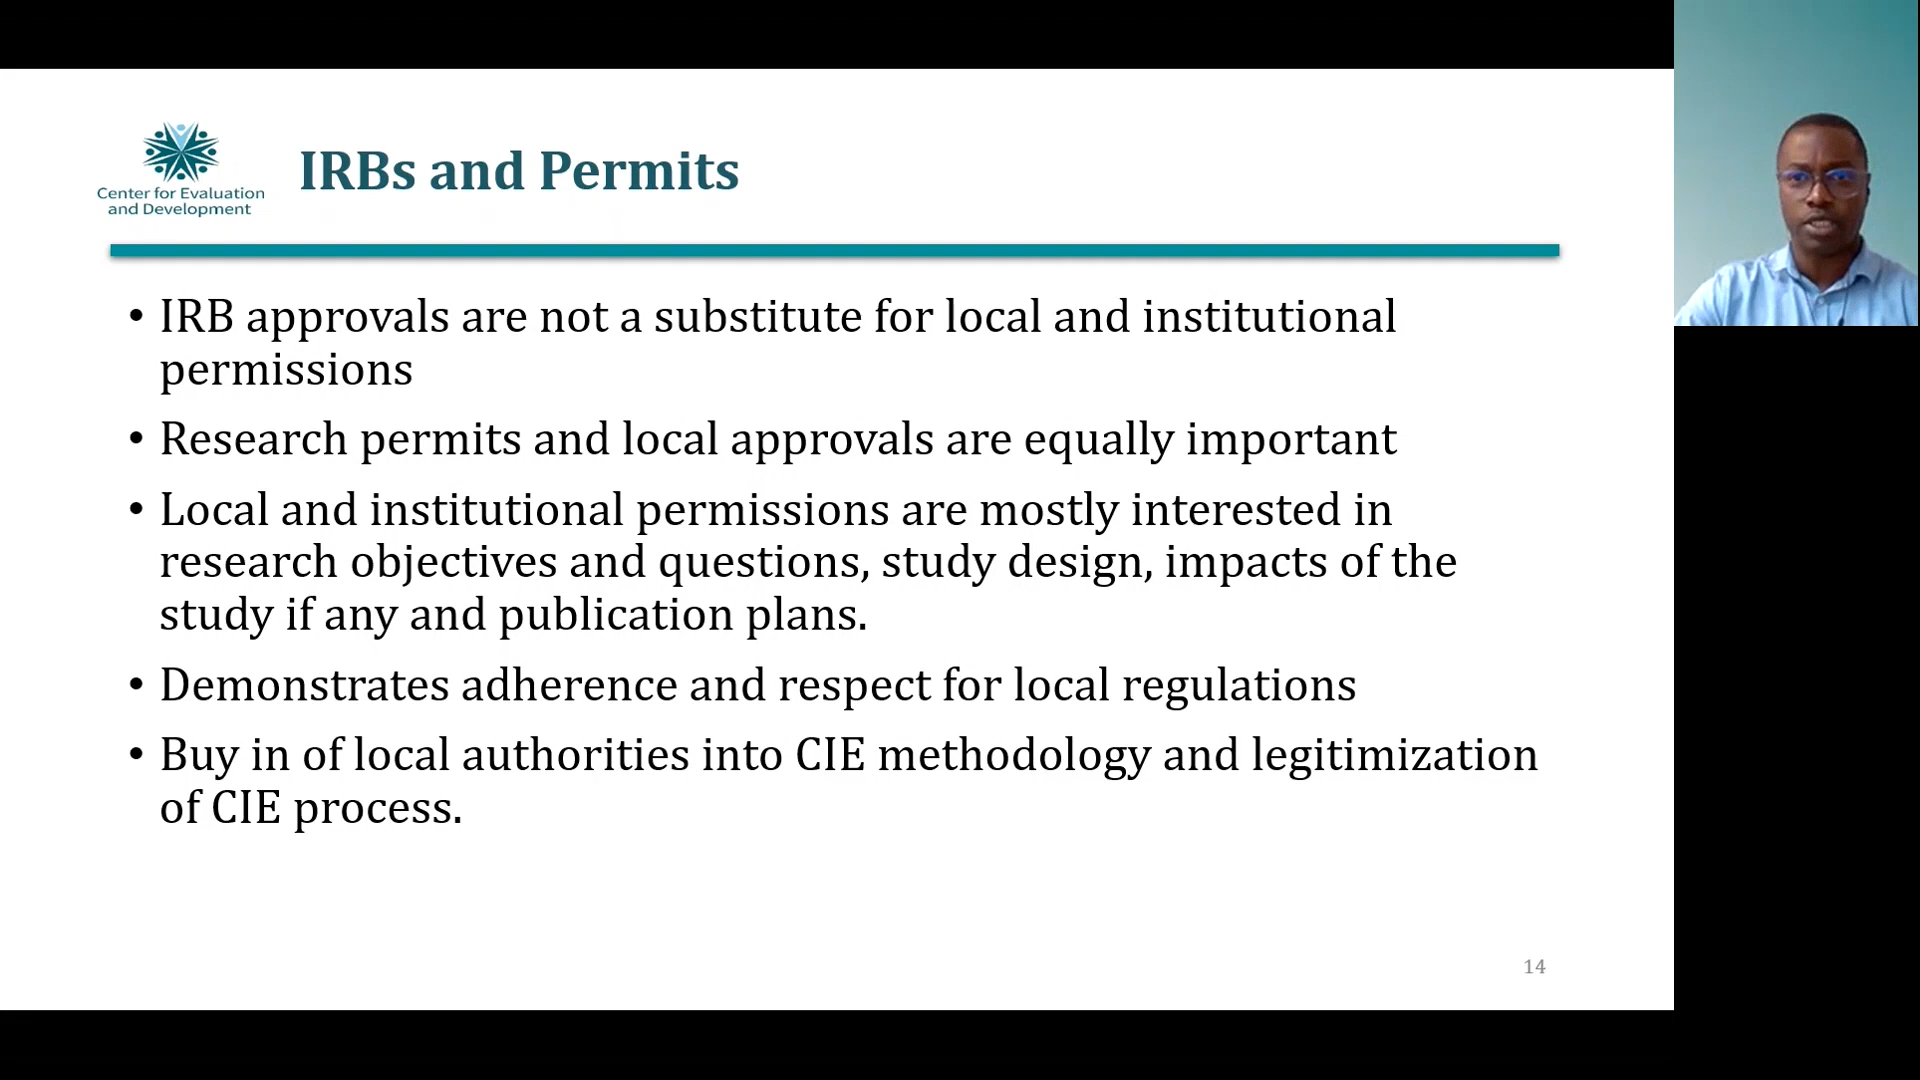 Center for Evaluation
and Development
IRBs and Permits
• IRB approvals are not a substitute for local and institutional
permissions
• Research permits and local approvals are equally important
• Local and institutional permissions are mostly interested in
research objectives and questions, study design, impacts of the
study if any and publication plans.
• Demonstrates adherence and respect for local regulations
• Buy in of local authorities into CIE methodology and legitimization
of CIE process.
14